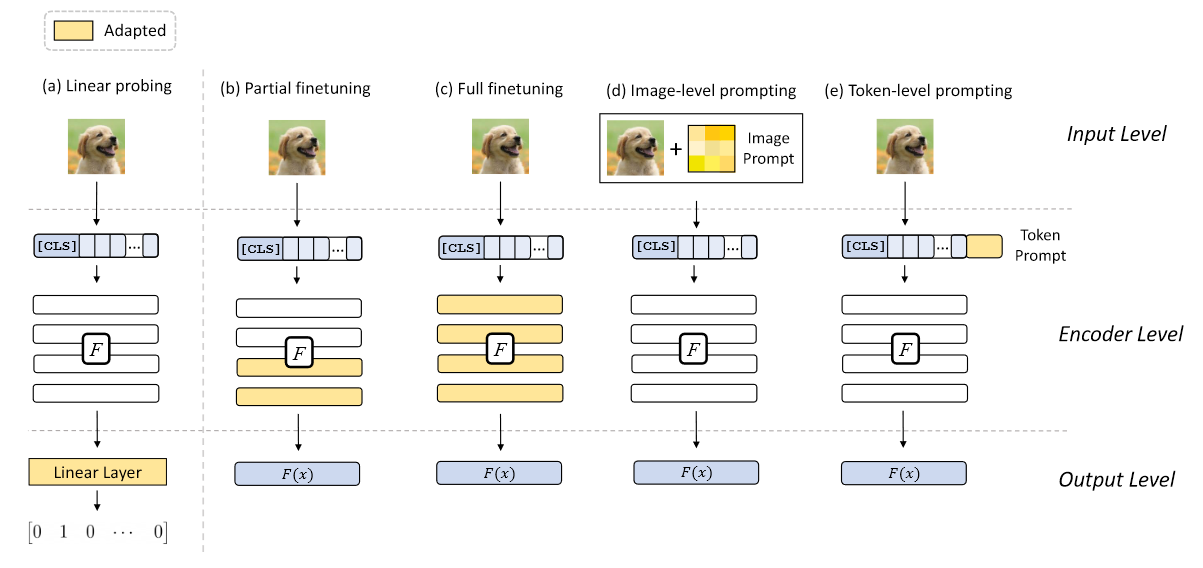 Adapted
(a) Linear probing
(b) Partial finetuning
(c) Full finetuning
(d) Image-level prompting
(e) Token-level prompting
Input Level
+
Image
Prompt
[CLS] ...
[CLS] ...
[CLS] ...
[CLS] ...
[CLS] ...
Token
Prompt
F
F
F
F
F
Encoder Level
Linear Layer
F(x)
F(x)
F(x)
F(x)
Output Level
[0 1 0 ⋯ 0]